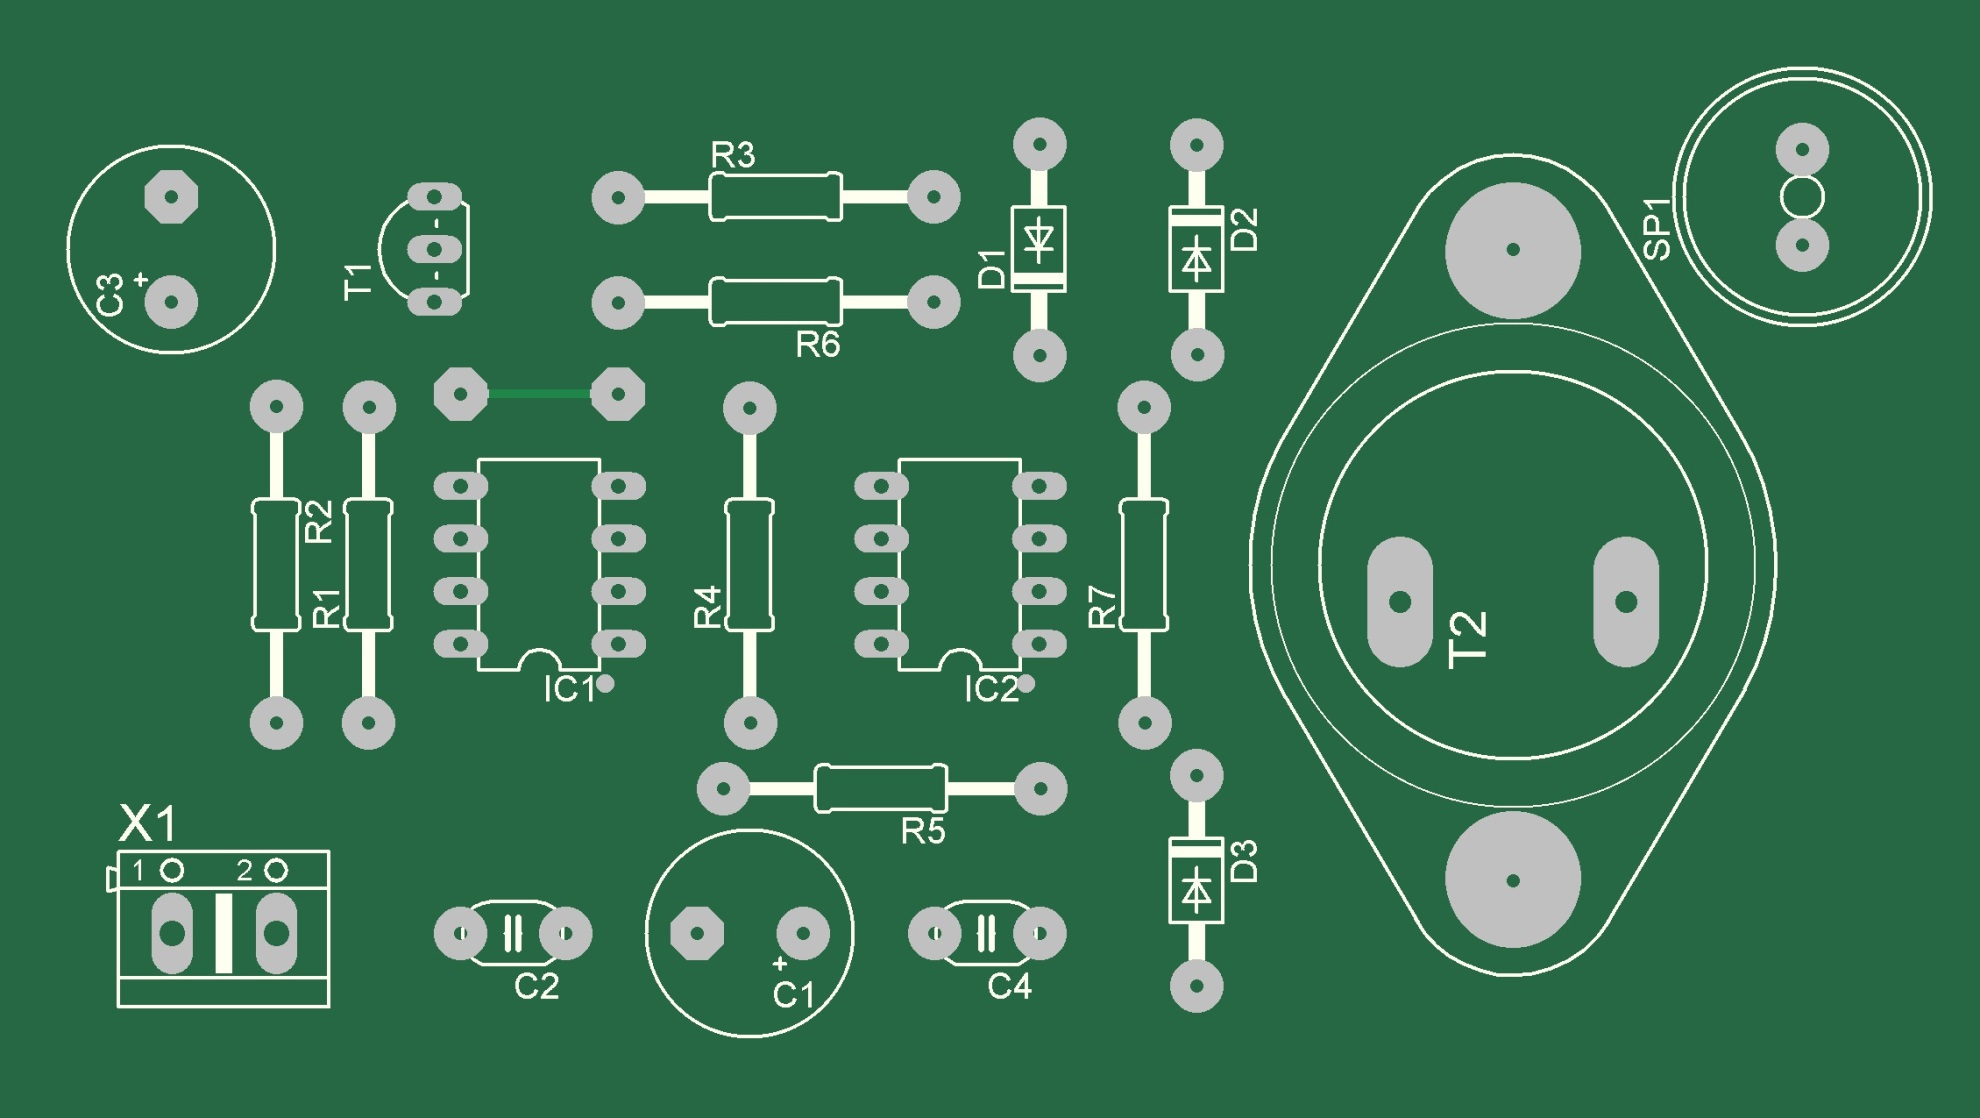 R3
D2
SP1
D1
C3
+
T1
R6
R2
R1
R4
R7
T2
IC1
IC2
X1
1 2
R5
D3
+
C2
C1
C4